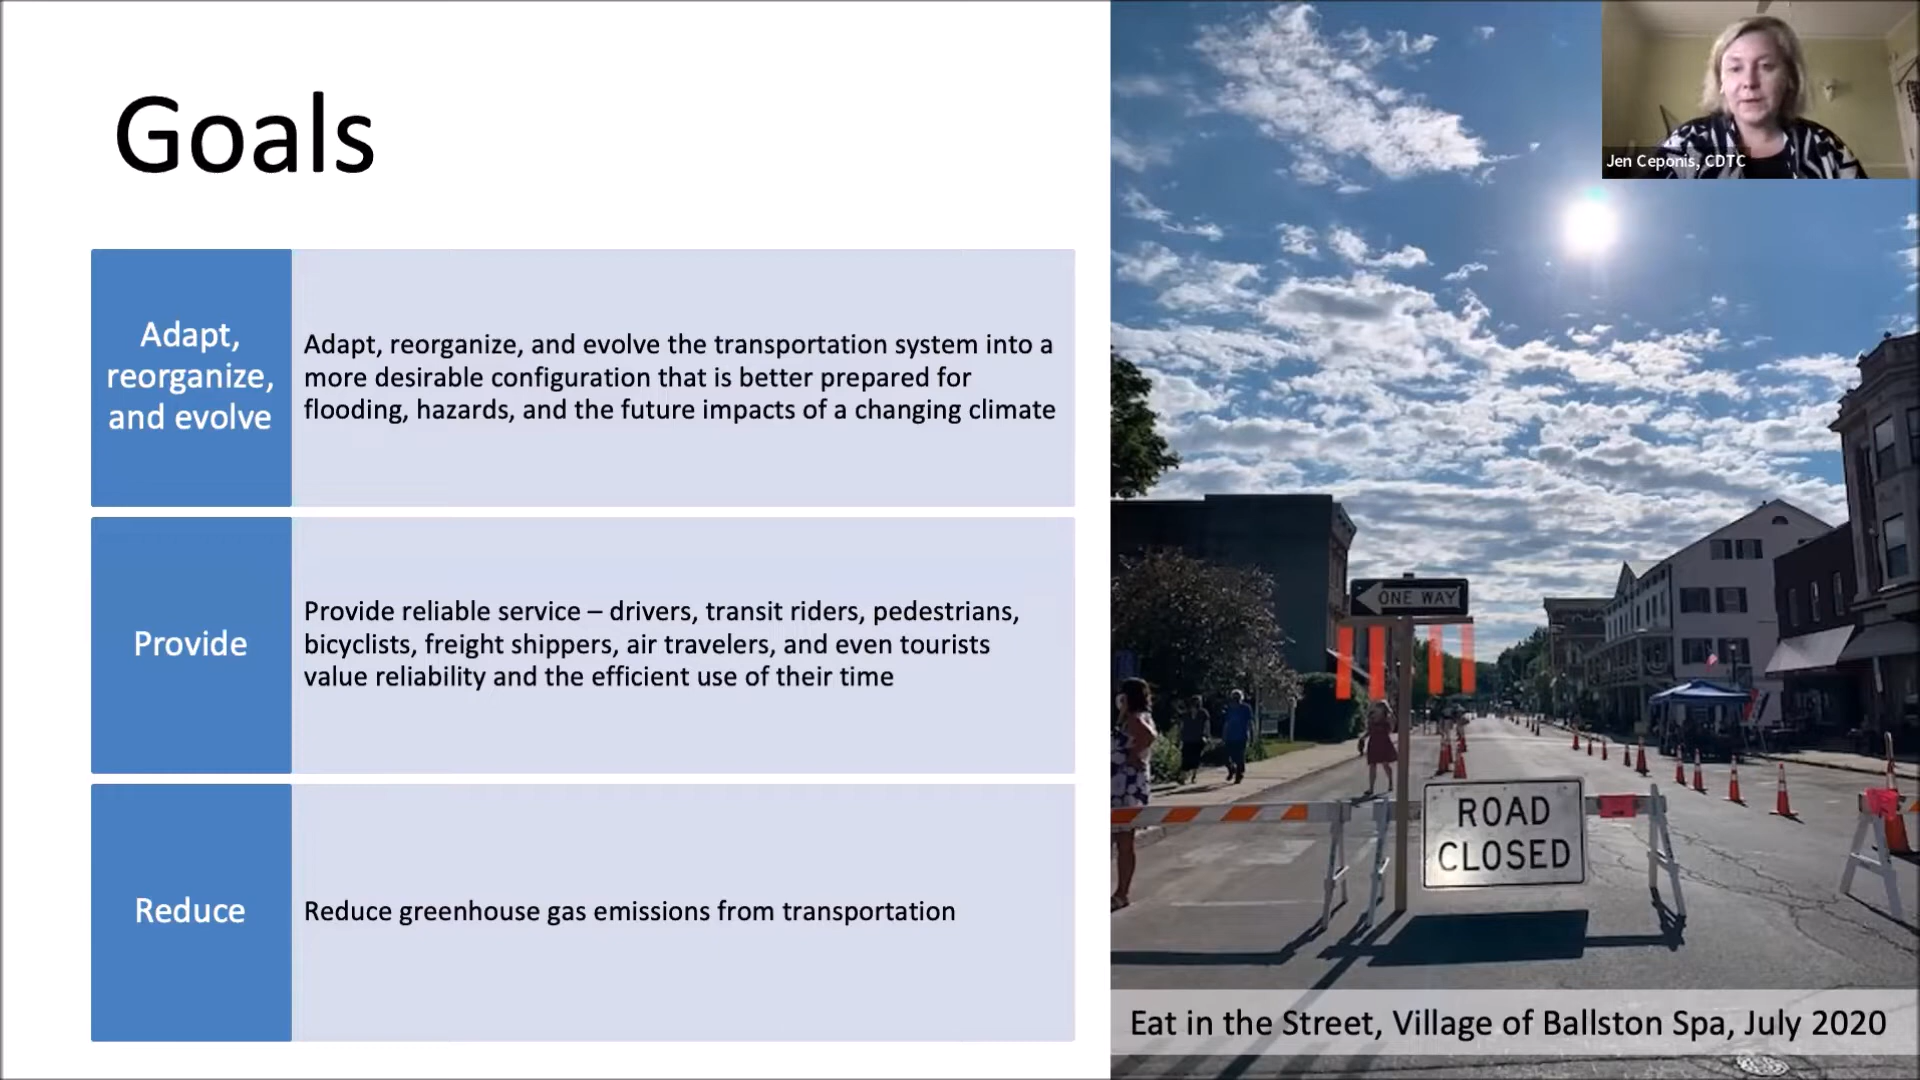 Goals
Adapt,
reorganize,
and evolve
Adapt, reorganize, and evolve the transportation system into a
more desirable configuration that is better prepared for
flooding, hazards, and the future impacts of a changing climate
Provide
Provide reliable service – drivers, transit riders, pedestrians,
bicyclists, freight shippers, air travelers, and even tourists
value reliability and the efficient use of their time
Reduce
Reduce greenhouse gas emissions from transportation
Jen Ceponis, CDTC
ONE WAY
ROAD
CLOSED
Eat in the Street, Village of Ballston Spa, July 2020